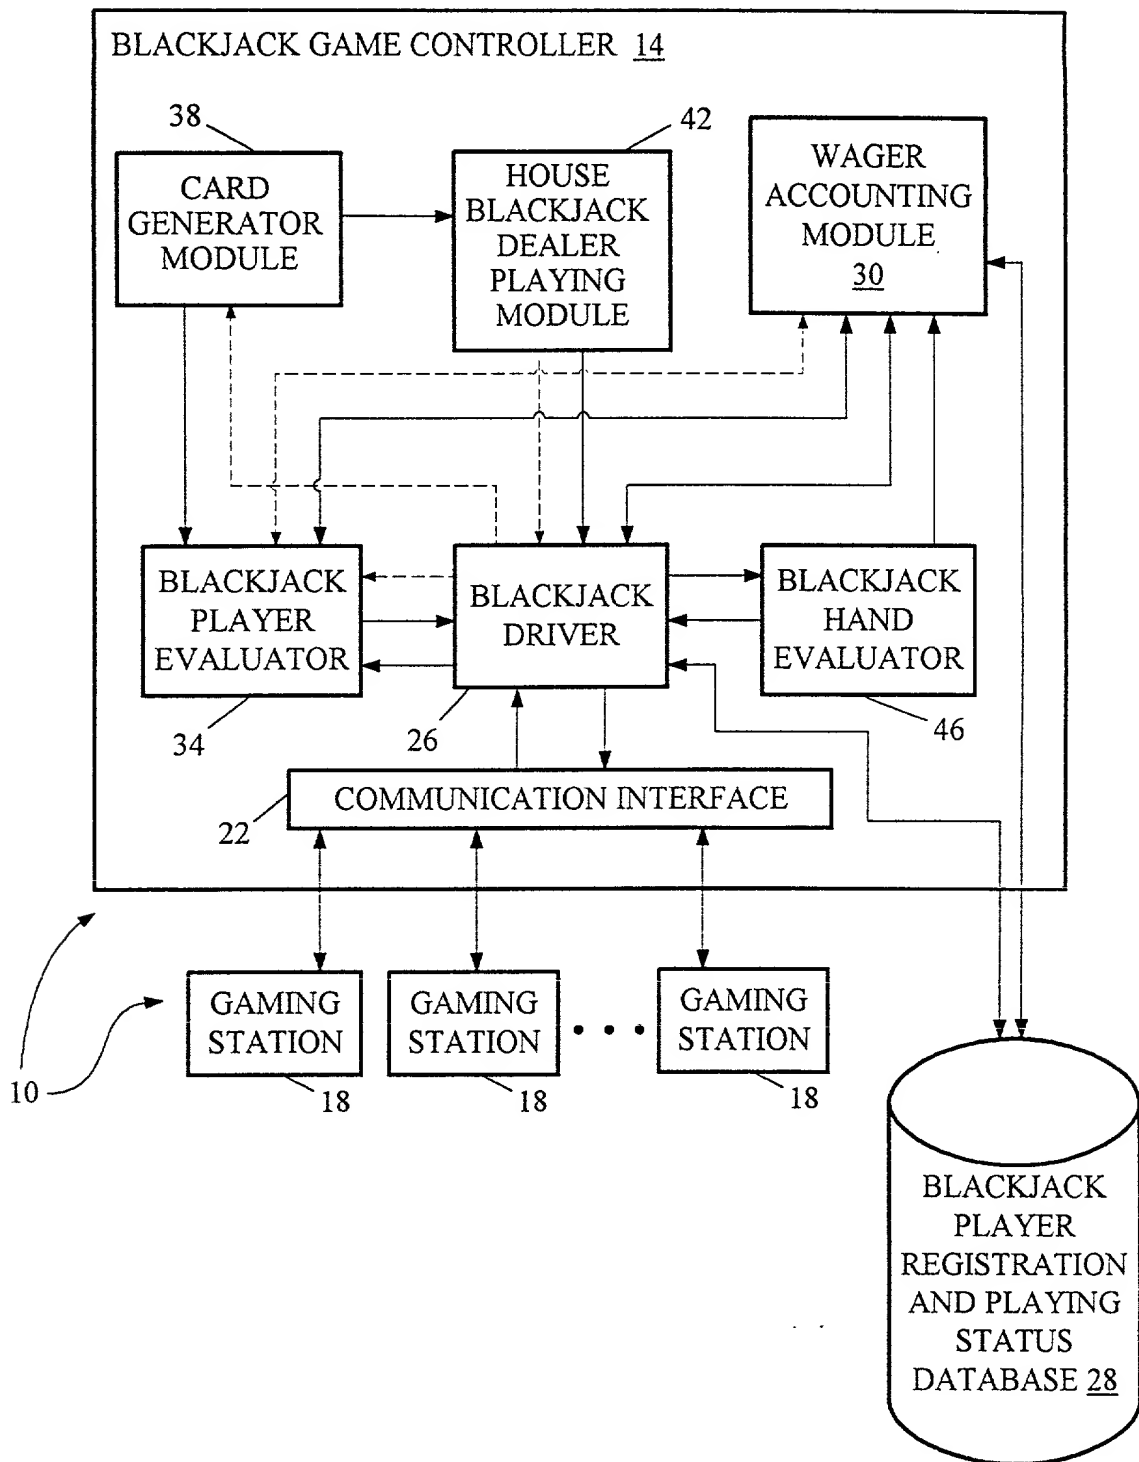 BLACKJACK GAME CONTROLLER 14
38
CARD
GENERATOR
MODULE
42
HOUSE
BLACKJACK
DEALER
PLAYING
MODULE
WAGER
ACCOUNTING
MODULE
30
BLACKJACK
PLAYER
EVALUATOR
34
BLACKJACK
DRIVER
26
BLACKJACK
HAND
EVALUATOR
46
COMMUNICATION INTERFACE
22
GAMING
STATION
18
GAMING
STATION
18
GAMING
STATION
18
10
BLACKJACK
PLAYER
REGISTRATION
AND PLAYING
STATUS
DATABASE 28